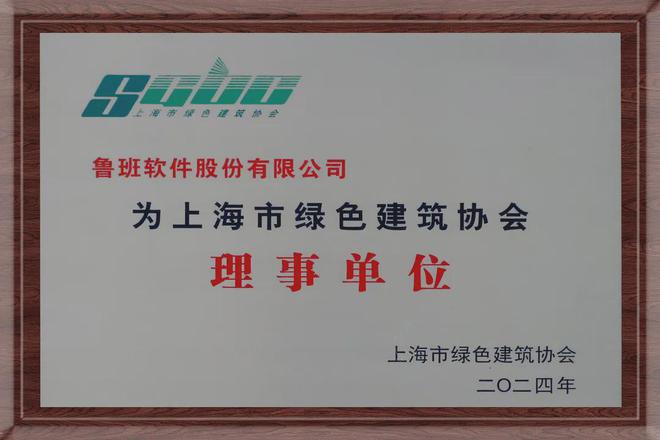 SGBC
上海市绿色建筑协会
鲁班软件股份有限公司
为上海市绿色建筑协会
理事单位
上海市绿色建筑协会
二〇二四年